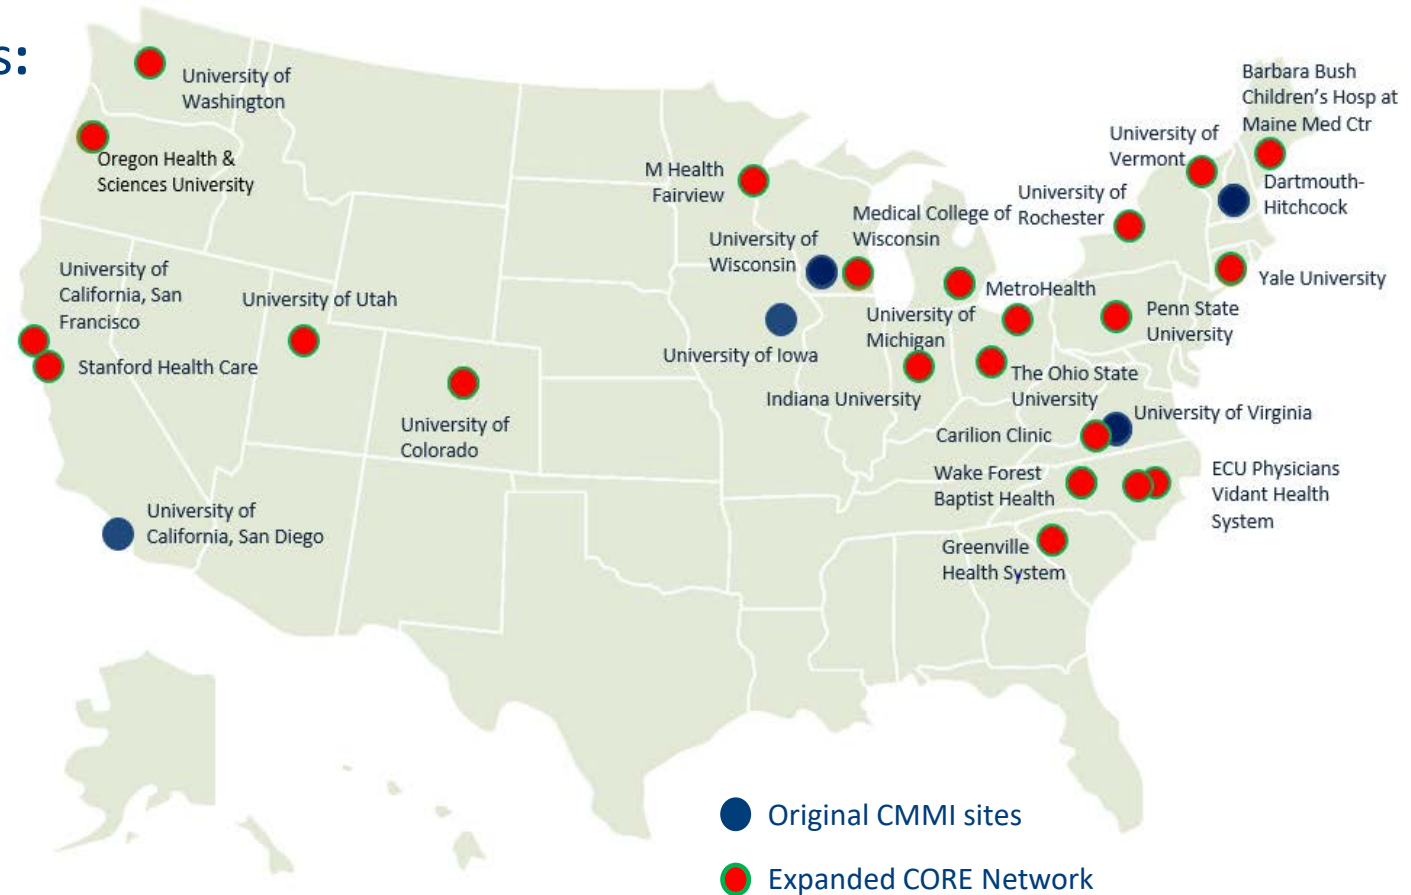 s:
University of
Washington
Oregon Health &
Sciences University
University of
California, San
Francisco
Stanford Health Care
University of Utah
University of
Colorado
University of
California, San Diego
M Health
Fairview
University of
Wisconsin
Medical College of
Wisconsin
University of Iowa
University of
Michigan
Indiana University
MetroHealth
The Ohio State
University
University of
Rochester
University of
Vermont
Barbara Bush
Children's Hosp at
Maine Med Ctr
Dartmouth-
Hitchcock
Yale University
Penn State
University
University of Virginia
Carilion Clinic
Wake Forest
Baptist Health
ECU Physicians
Vidant Health
System
Greenville
Health System
Original CMMI sites
Expanded CORE Network